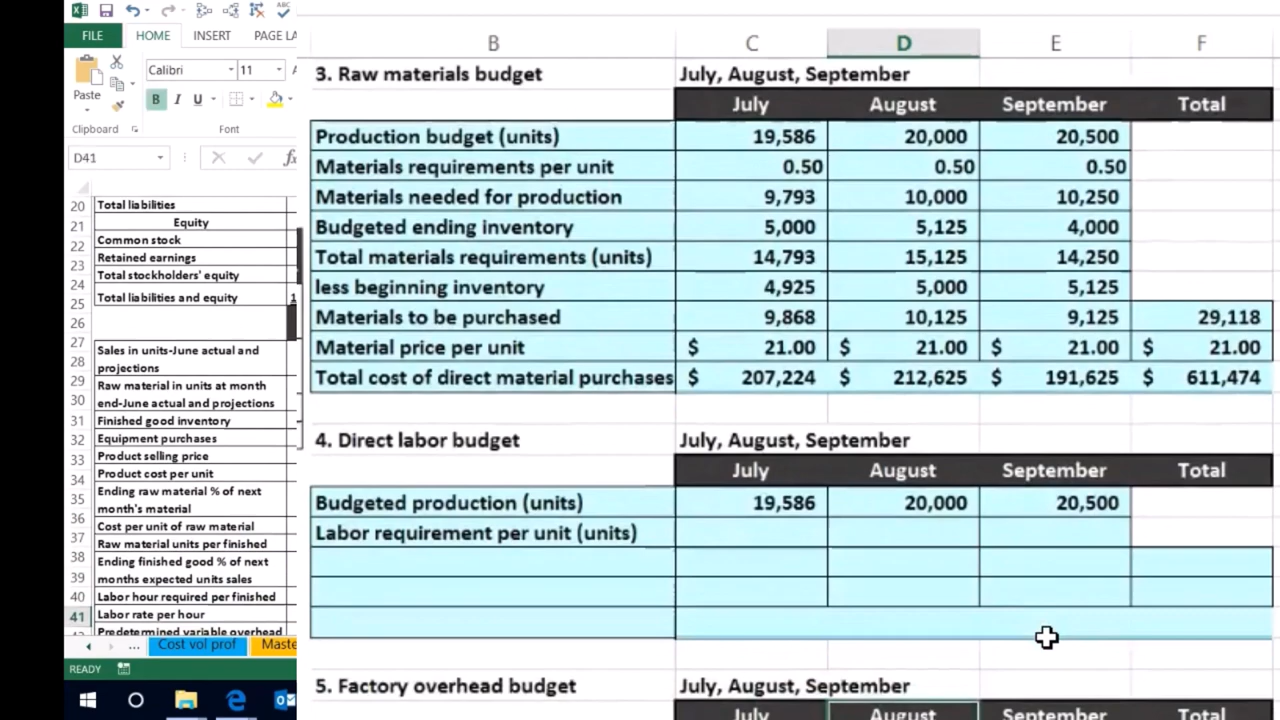 FILE HOME INSERT PAGE LA
Calibri 11
Paste
B I U
Clipboard Font
D41 fx
20 Total liabilities
21 Equity
22 Common stock
23 Retained earnings
24 Total stockholders' equity
25 Total liabilities and equity 1
26
27
28 Sales in units-June actual and
projections
29 Raw material in units at month
30 end-June actual and projections
31 Finished good inventory
32 Equipment purchases
33 Product selling price
34 Product cost per unit
35 Ending raw material % of next
month's material
36 Cost per unit of raw material
37 Raw material units per finished
38 Ending finished good % of next
39 months expected units sales
40 Labor hour required per finished
41 Labor rate per hour
Predetermined variable overhead
... Cost vol prof Maste
READY
B C D E F
3. Raw materials budget July, August, September
July August September Total
Production budget (units) 19,586 20,000 20,500
Materials requirements per unit 0.50 0.50 0.50
Materials needed for production 9,793 10,000 10,250
Budgeted ending inventory 5,000 5,125 4,000
Total materials requirements (units) 14,793 15,125 14,250
less beginning inventory 4,925 5,000 5,125
Materials to be purchased 9,868 10,125 9,125 29,118
Material price per unit $ 21.00 $ 21.00 $ 21.00 $ 21.00
Total cost of direct material purchases $ 207,224 $ 212,625 $ 191,625 $ 611,474
4. Direct labor budget July, August, September
July August September Total
Budgeted production (units) 19,586 20,000 20,500
Labor requirement per unit (units)
5. Factory overhead budget July, August, September
July August September Total